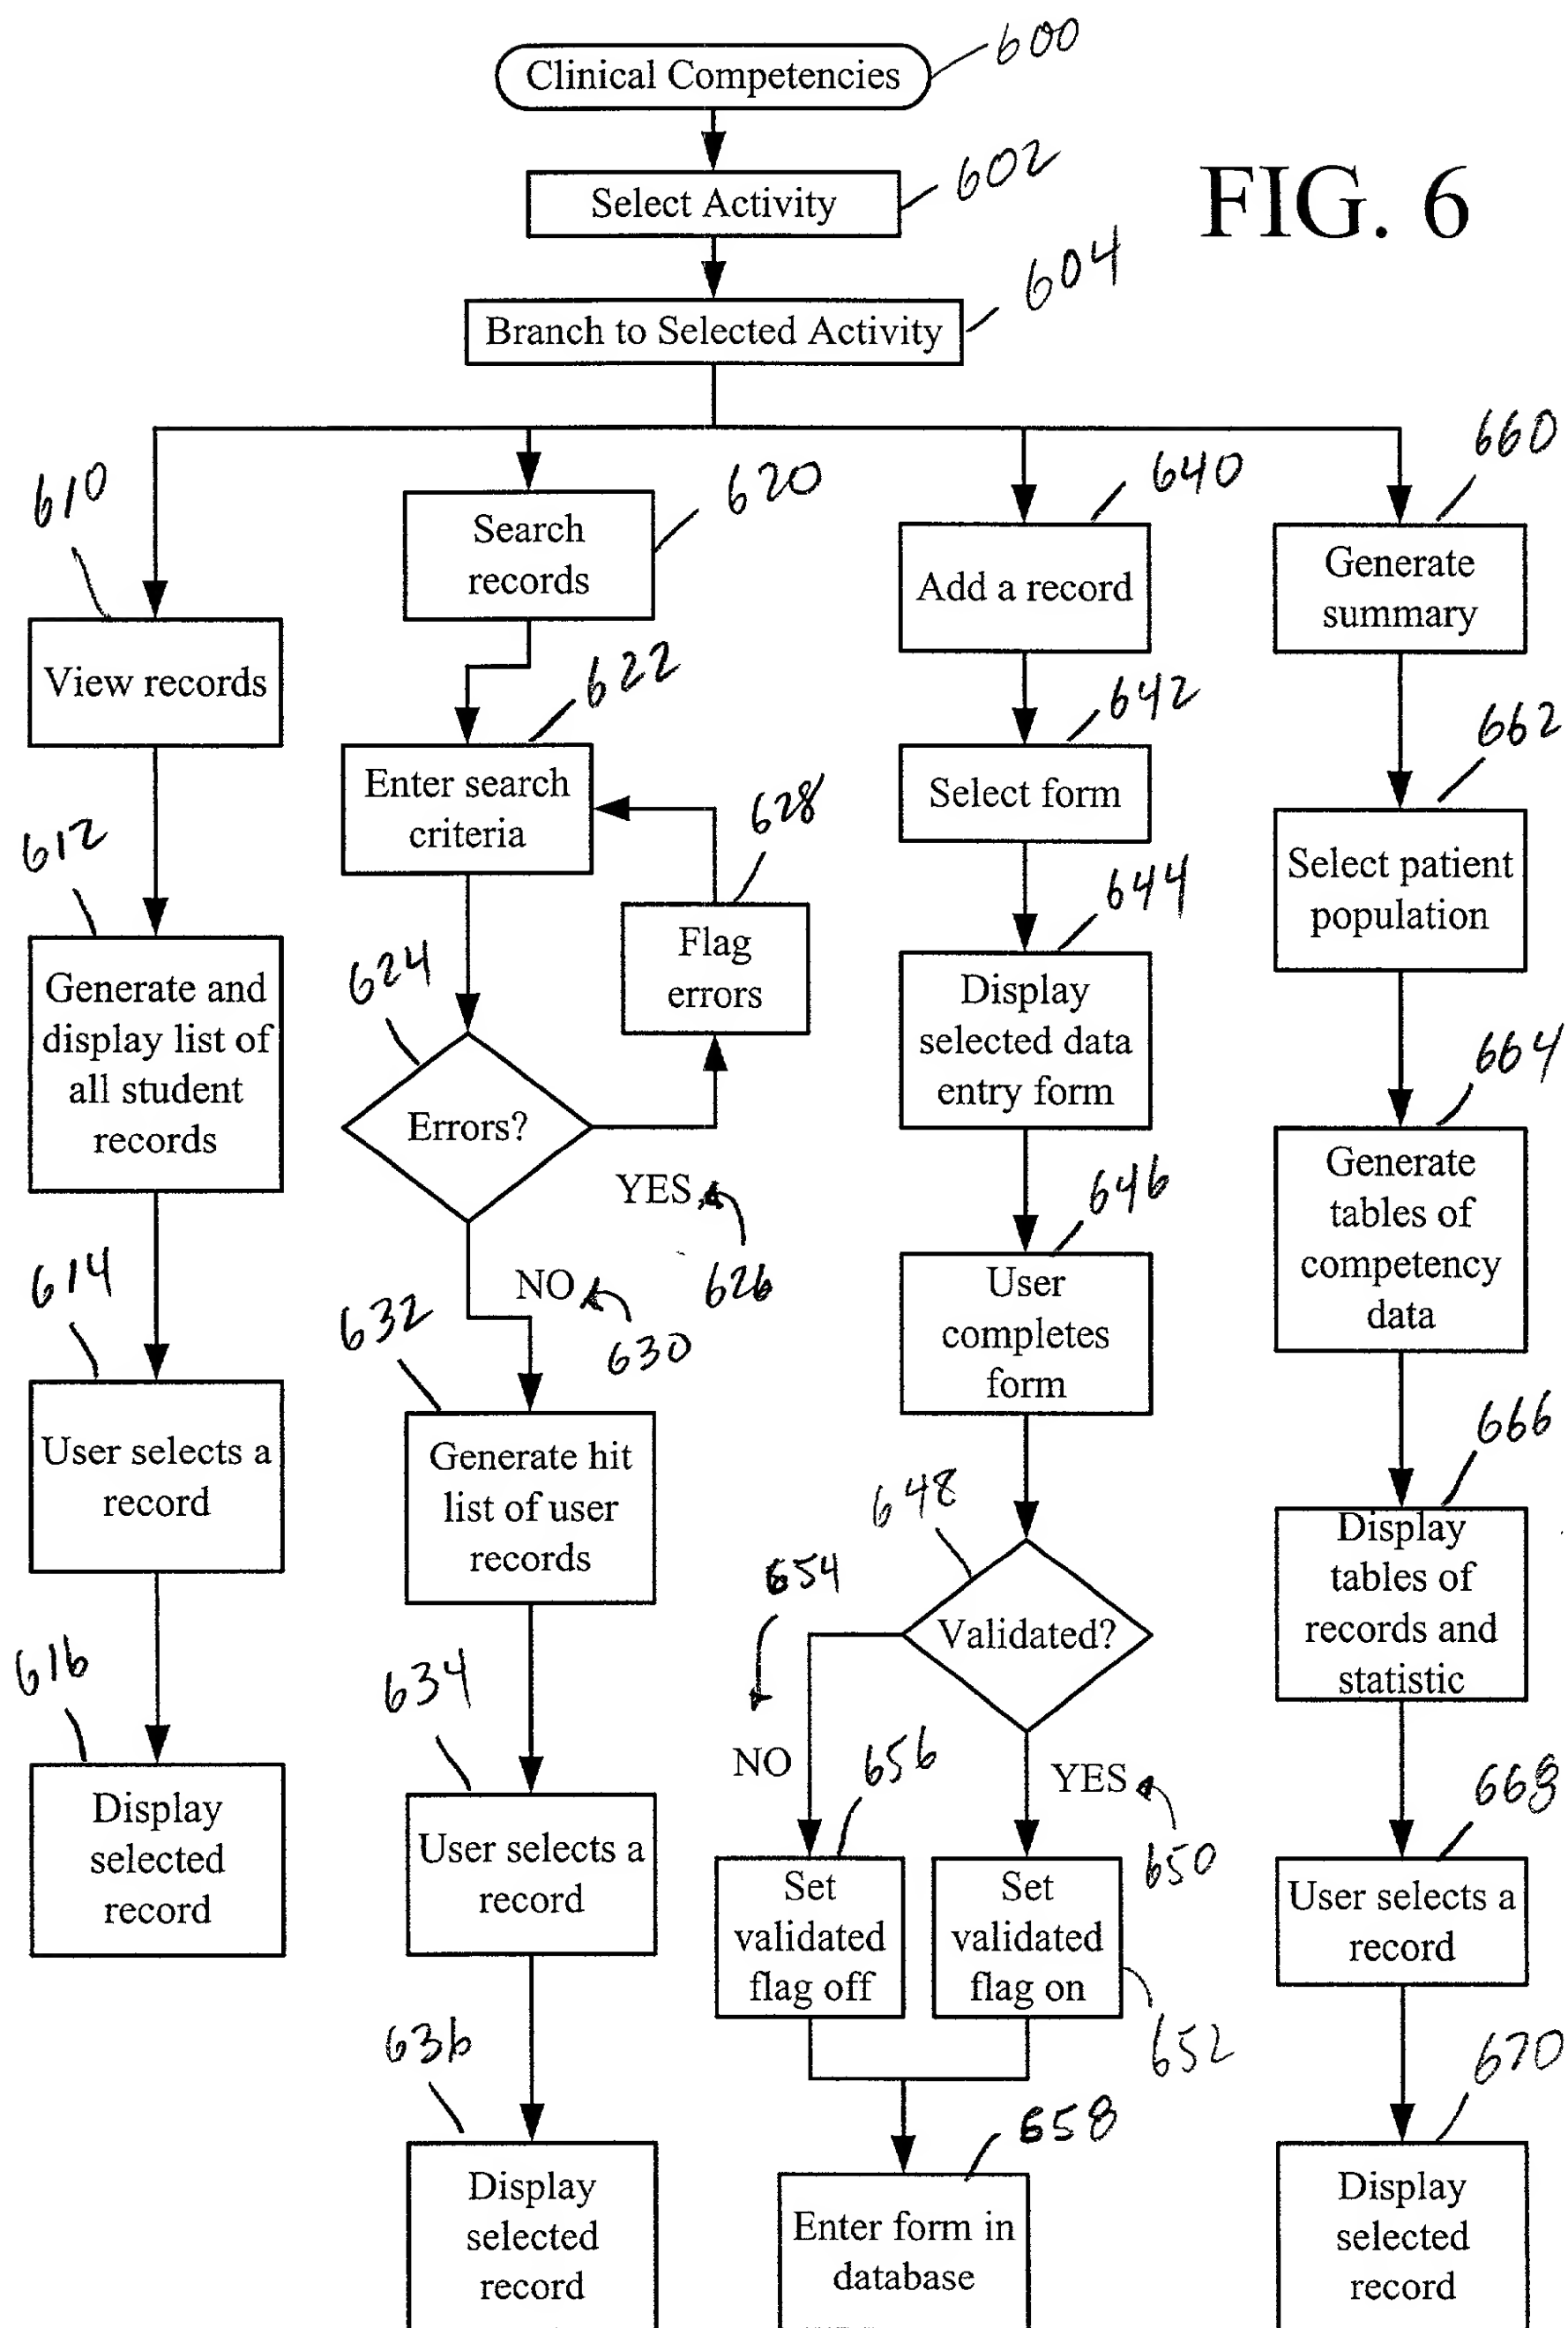 Clinical Competencies
600
Select Activity
602
FIG. 6
Branch to Selected Activity
604
610
View records
612
Generate and
display list of
all student
records
614
User selects a
record
616
Display
selected
record
620
Search
records
622
Enter search
criteria
628
Flag
errors
624
Errors?
YES
626
NO
630
632
Generate hit
list of user
records
634
User selects a
record
636
Display
selected
record
640
Add a record
642
Select form
644
Display
selected data
entry form
646
User
completes
form
648
Validated?
654
NO
656
Set
validated
flag off
YES
650
Set
validated
flag on
652
658
Enter form in
database
660
Generate
summary
662
Select patient
population
664
Generate
tables of
competency
data
666
Display
tables of
records and
statistic
668
User selects a
record
670
Display
selected
record